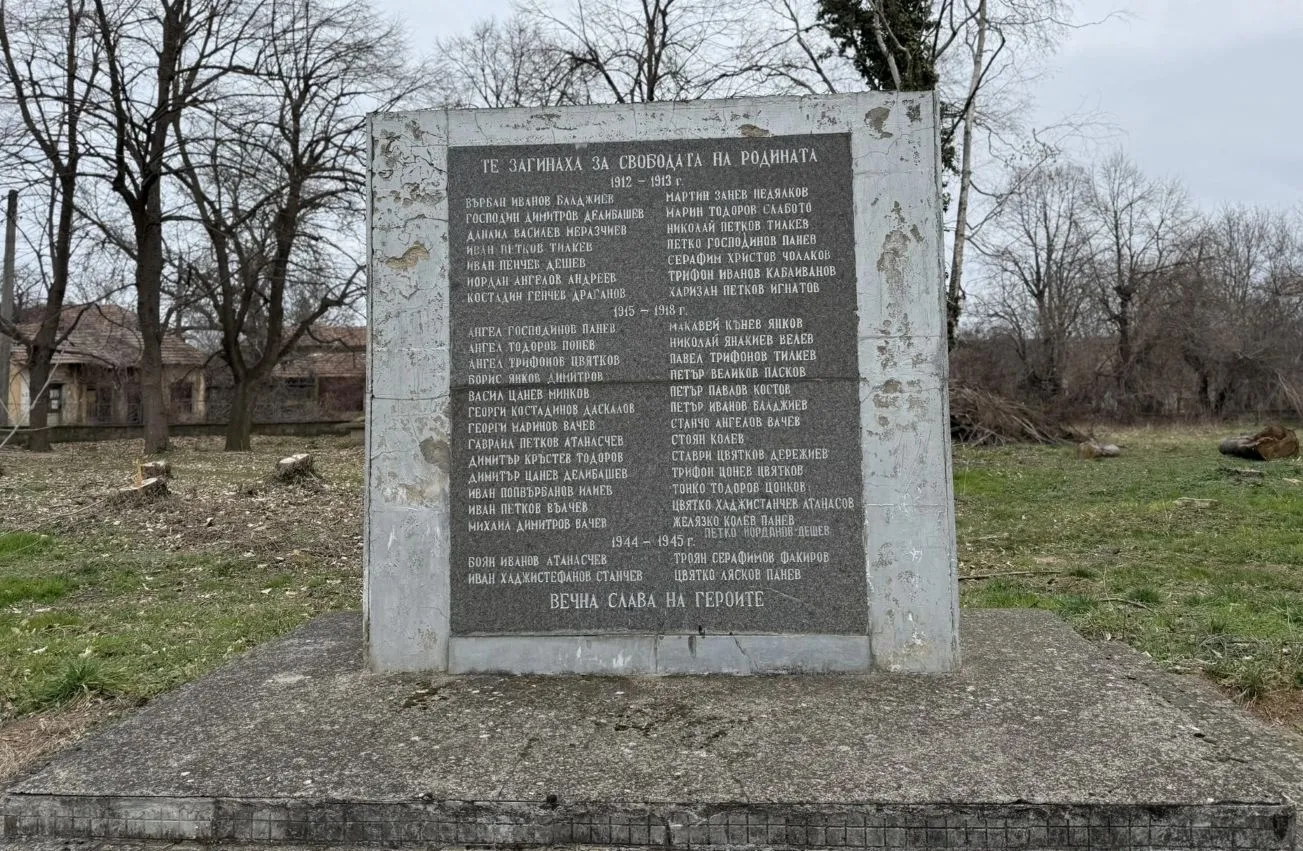 ТЕ ЗАГИНАХА ЗА СВОБОДАТА НА РОДИНАТА
1912 – 1913 г.
ВЪРБАН ИВАНОВ БАЛДЖИЕВ
ГОСПОДИН ДИМИТРОВ ДЕЛИБАШЕВ
ДАНАИЛ ВАСИЛЕВ МЕРАЗЧИЕВ
ИВАН ПЕТКОВ ТИЛКЕВ
ИВАН ПЕНЧЕВ ДЕШЕВ
ЙОРДАН АНГЕЛОВ АНДРЕЕВ
КОСТАДИН ГЕНЧЕВ ДРАГАНОВ
МАРТИН ЗАНЕВ НЕДЯЛКОВ
МАРИН ТОДОРОВ СЛАБОТО
НИКОЛАЙ ПЕТКОВ ТИЛКЕВ
ПЕТКО ГОСПОДИНОВ ПАНЕВ
СЕРАФИМ ХРИСТОВ ЧОЛАКОВ
ТРИФОН ИВАНОВ КАБАИВАНОВ
ХАРИЗАН ПЕТКОВ ИГНАТОВ
1915 – 1918 г.
АНГЕЛ ГОСПОДИНОВ ПАНЕВ
АНГЕЛ ТОДОРОВ ПОНЕВ
АНГЕЛ ТРИФОНОВ ЦВЯТКОВ
БОРИС ЯНКОВ ДИМИТРОВ
ВАСИЛ ЦАНЕВ МИНКОВ
ГЕОРГИ КОСТАДИНОВ ДАСКАЛОВ
ГЕОРГИ МАРИНОВ ВАЧЕВ
ГАВРАИЛ ПЕТКОВ АТАНАСЧЕВ
ДИМИТЪР КРЪСТЕВ ТОДОРОВ
ДИМИТЪР ЦАНЕВ ДЕЛИБАШЕВ
ИВАН ПОПВЪРБАНОВ ИЛИЕВ
ИВАН ПЕТКОВ ВЪЛЧЕВ
МИХАИЛ ДИМИТРОВ ВАЧЕВ
МАКАВЕЙ КЪНЕВ ЯНКОВ
НИКОЛАЙ ЯНАКИЕВ ВЕЛЕВ
ПАВЕЛ ТРИФОНОВ ТИЛКЕВ
ПЕТЪР ВЕЛИКОВ ПАСКОВ
ПЕТЪР ПАВЛОВ КОСТОВ
ПЕТЪР ИВАНОВ БАЛДЖИЕВ
СТАНЧО АНГЕЛОВ ВАЧЕВ
СТОЯН КОЛЕВ
СТАВРИ ЦВЯТКОВ ДЕРЕЖИЕВ
ТРИФОН ЦОНЕВ ЦВЯТКОВ
ТОНКО ТОДОРОВ ЦОНКОВ
ЦВЯТКО ХАДЖИСТАНЧЕВ АТАНАСОВ
ЖЕЛЯЗКО КОЛЕВ ПАНЕВ
ПЕТКО ЙОРДАНОВ ДЕШЕВ
1944 – 1945 г.
БОЯН ИВАНОВ АТАНАСЧЕВ
ИВАН ХАДЖИСТЕФАНОВ СТАНЧЕВ
ТРОЯН СЕРАФИМОВ ФАКИРОВ
ЦВЯТКО ЛЯСКОВ ПАНЕВ
ВЕЧНА СЛАВА НА ГЕРОИТЕ